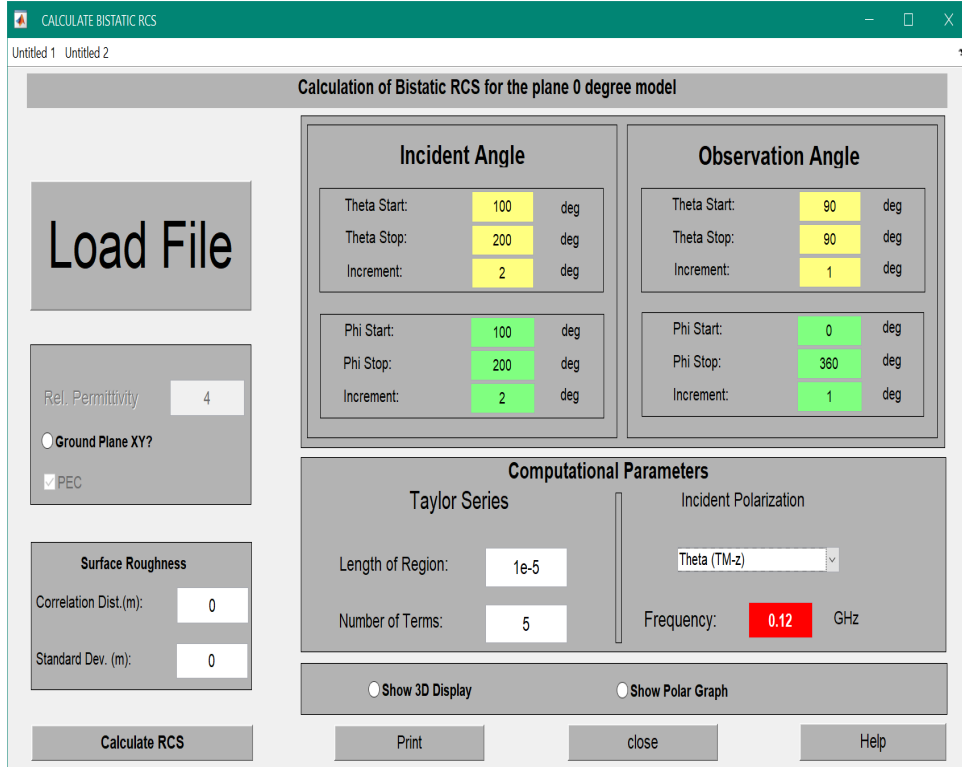 CALCULATE BISTATIC RCS
Untitled 1 Untitled 2
Calculation of Bistatic RCS for the plane 0 degree model
Load File
Incident Angle
Theta Start: 100 deg
Theta Stop: 200 deg
Increment: 2 deg
Phi Start: 100 deg
Phi Stop: 200 deg
Increment: 2 deg
Observation Angle
Theta Start: 90 deg
Theta Stop: 90 deg
Increment: 1 deg
Phi Start: 0 deg
Phi Stop: 360 deg
Increment: 1 deg
Rel. Permittivity 4
Ground Plane XY?
PEC
Computational Parameters
Taylor Series
Length of Region: 1e-5
Number of Terms: 5
Incident Polarization
Theta (TM-z)
Frequency: 0.12 GHz
Surface Roughness
Correlation Dist.(m): 0
Standard Dev. (m): 0
Show 3D Display Show Polar Graph
Calculate RCS Print close Help